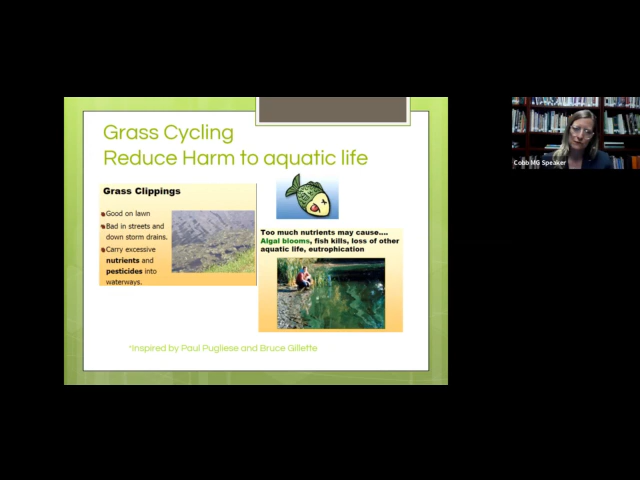 Grass Cycling
Reduce Harm to aquatic life
Grass Clippings
Good on lawn
Bad in streets and
down storm drains.
Carry excessive
nutrients and
pesticides into
waterways.
Too much nutrients may cause....
Algal blooms, fish kills, loss of other
aquatic life, eutrophication
*Inspired by Paul Pugliese and Bruce Gillette
Cobb MG Speaker